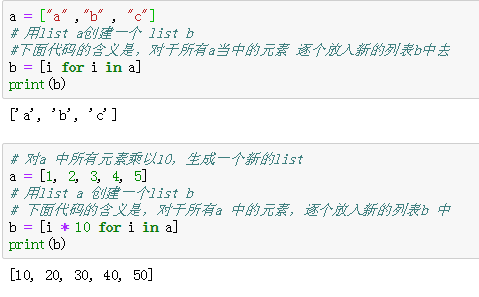 a = ["a" ,"b" , "c"]
# 用list a创建一个 list b
#下面代码的含义是，对于所有a当中的元素 逐个放入新的列表b中去
b = [i for i in a]
print(b)
['a', 'b', 'c']
# 对a 中所有元素乘以10，生成一个新的list
a = [1, 2, 3, 4, 5]
# 用list a 创建一个list b
# 下面代码的含义是，对于所有a 中的元素，逐个放入新的列表b 中
b = [i * 10 for i in a]
print(b)
[10, 20, 30, 40, 50]